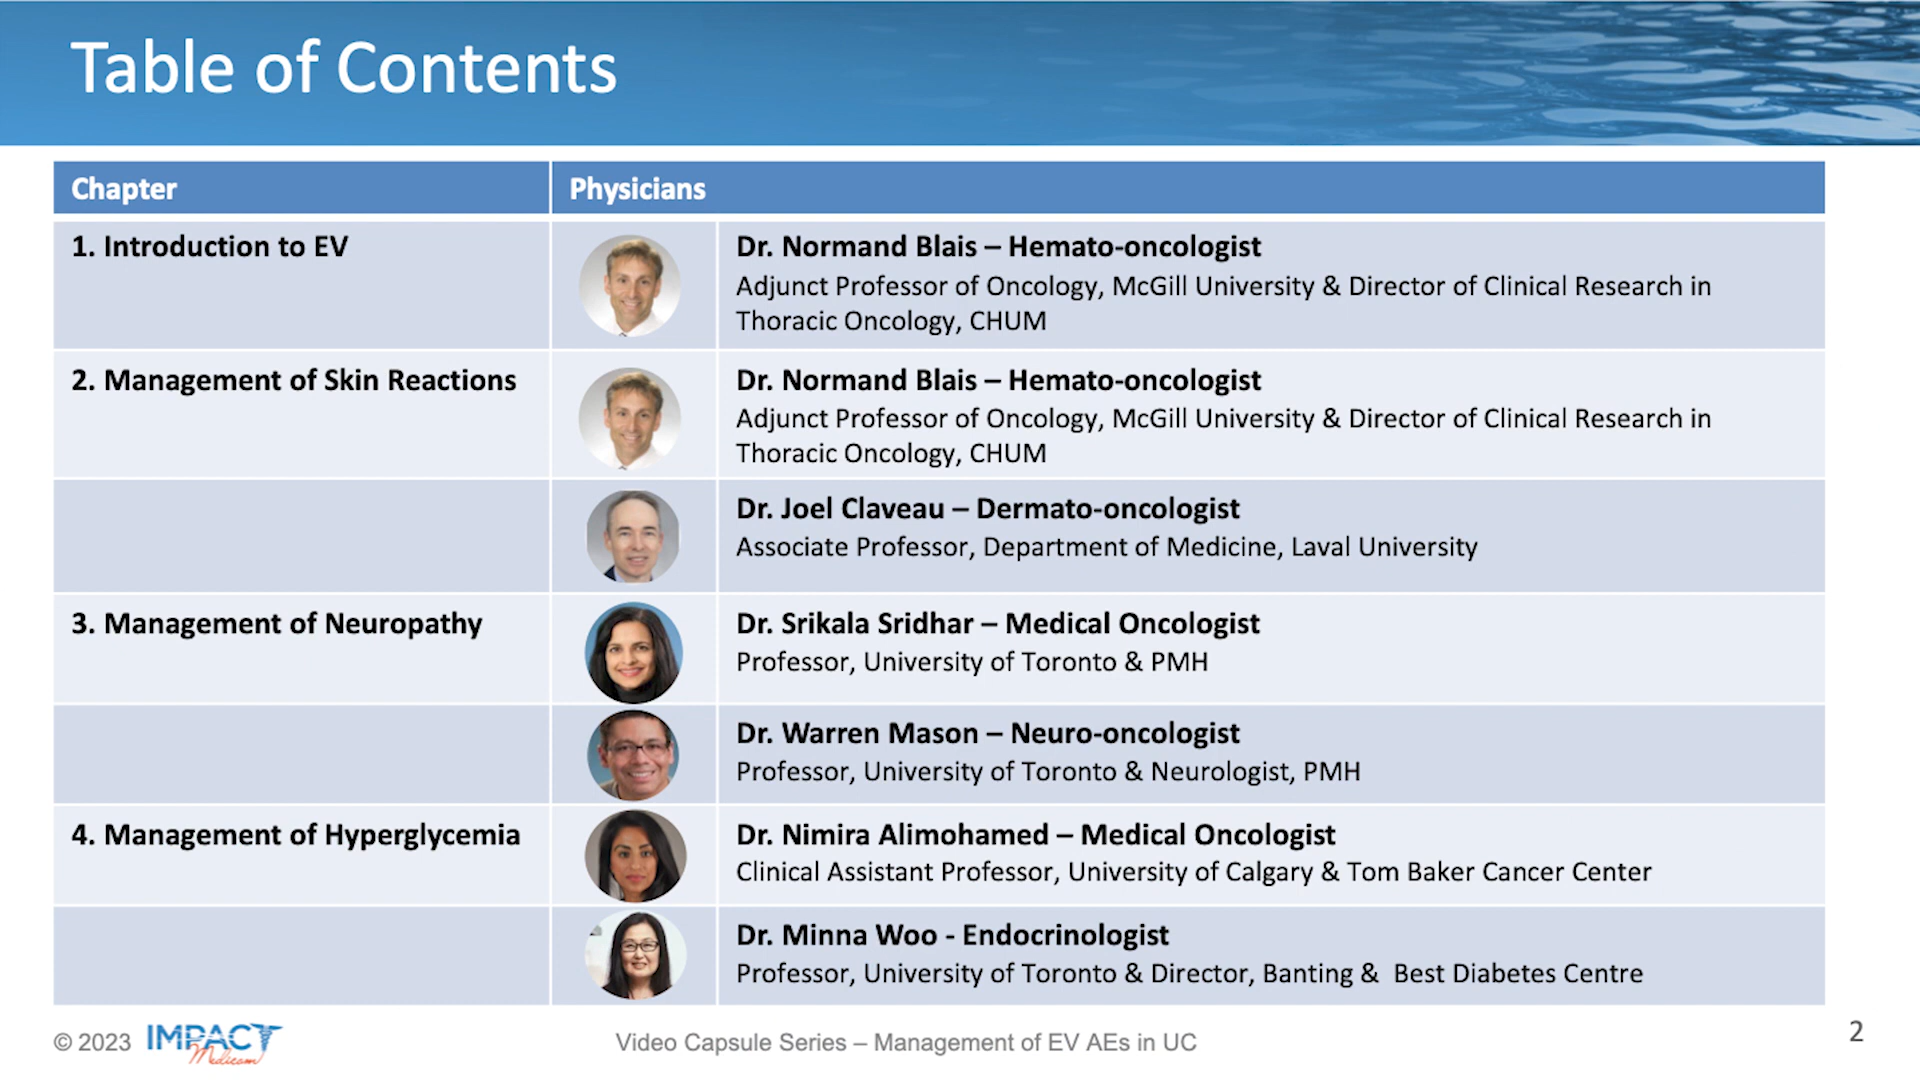 Table of Contents
Chapter
Physicians
1. Introduction to EV
Dr. Normand Blais – Hemato-oncologist
Adjunct Professor of Oncology, McGill University & Director of Clinical Research in
Thoracic Oncology, CHUM
2. Management of Skin Reactions
Dr. Normand Blais – Hemato-oncologist
Adjunct Professor of Oncology, McGill University & Director of Clinical Research in
Thoracic Oncology, CHUM
Dr. Joel Claveau – Dermato-oncologist
Associate Professor, Department of Medicine, Laval University
3. Management of Neuropathy
Dr. Srikala Sridhar – Medical Oncologist
Professor, University of Toronto & PMH
Dr. Warren Mason – Neuro-oncologist
Professor, University of Toronto & Neurologist, PMH
4. Management of Hyperglycemia
Dr. Nimira Alimohamed – Medical Oncologist
Clinical Assistant Professor, University of Calgary & Tom Baker Cancer Center
Dr. Minna Woo - Endocrinologist
Professor, University of Toronto & Director, Banting &  Best Diabetes Centre
© 2023
IMPACT
Medicom
Video Capsule Series – Management of EV AEs in UC
2